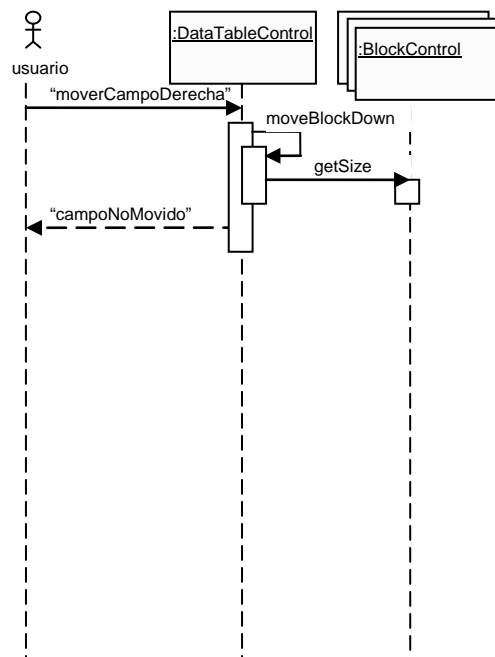 :DataTableControl
:BlockControl
usuario
“moverCampoDerecha”
moveBlockDown
getSize
“campoNoMovido”